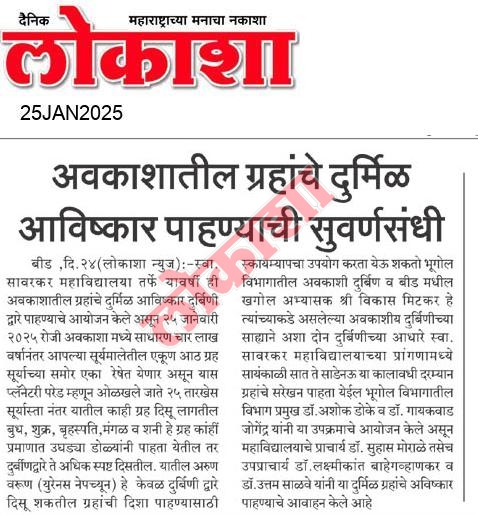 दैनिक
महाराष्ट्राच्या मनाचा नकाशा
लोकाशा
25JAN2025
अवकाशातील ग्रहांचे दुर्मिळ
आविष्कार पाहण्याची सुवर्णसंधी
बीड ,दि.२४(लोकाशा न्युज):-स्वा.
सावरकर महाविद्यालया तर्फे यावर्षी ही
अवकाशातील ग्रहांचे दुर्मिळ आविष्कार दुर्बिणी
द्वारे पाहण्याचे आयोजन केले असून २५ जानेवारी
२०२५ रोजी अवकाशा मध्ये साधारण चार लाख
वर्षानंतर आपल्या सूर्यमालेतील एकूण आठ ग्रह
सूर्याच्या समोर एका रेषेत येणार असून यास
प्लॅनेटरी परेड म्हणून ओळखले जाते २५ तारखेस
सूर्यास्ता नंतर यातील काही ग्रह दिसू लागतील
बुध, शुक्र, बृहस्पति,मंगळ व शनी हे ग्रह कांहीं
प्रमाणात उघड्या डोळ्यांनी पाहता येतील तर
दुर्बीणद्वारे ते अधिक स्पष्ट दिसतील. यातील अरुण
वरूण (युरेनस नेपच्यून) हे केवळ दुर्बिणी द्वारे
दिसू शकतील ग्रहांची दिशा पाहण्यासाठी
स्कायमॅपचा उपयोग करता येऊ शकतो भूगोल
विभागातील अवकाशी दुर्बिण व बीड मधील
खगोल अभ्यासक श्री विकास मिटकर हे
त्यांच्याकडे असलेल्या अवकाशीय दुर्बिणीच्या
साह्याने अशा दोन दुर्बिणीच्या आधारे स्वा.
सावरकर महाविद्यालयाच्या प्रांगणामध्ये
सायंकाळी सात ते साडेनऊ या कालावधी दरम्यान
ग्रहांचे सरेखन पाहता येईल भूगोल विभागातील
विभाग प्रमुख डॉ.अशोक डोके व डॉ. गायकवाड
जोगेंद्र यांनी या उपक्रमाचे आयोजन केले असून
महाविद्यालयाचे प्राचार्य डॉ. सुहास मोराळे तसेच
उपप्राचार्य डॉ.लक्ष्मीकांत बाहेगव्हाणकर व
डॉ.उत्तम साळवे यांनी या दुर्मिळ ग्रहांचे अविष्कार
पाहण्याचे आवाहन केले आहे
लोकाशा